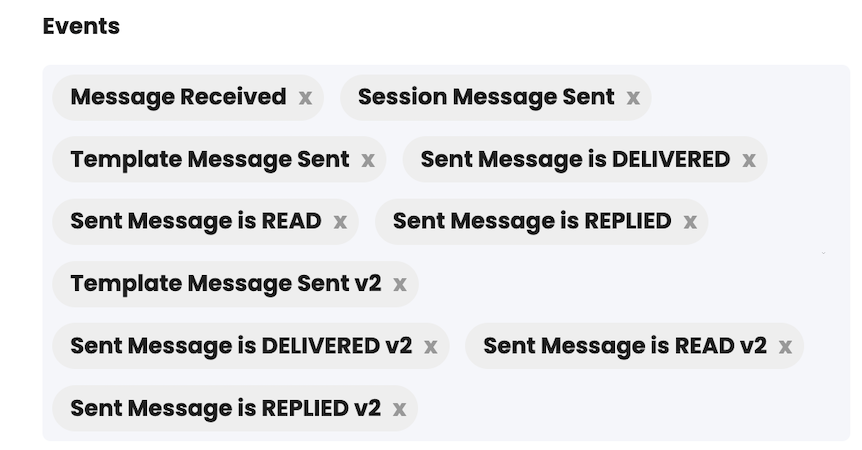 Events
Message Received x Session Message Sent x
Template Message Sent x Sent Message is DELIVERED x
Sent Message is READ x Sent Message is REPLIED x
Template Message Sent v2 x
Sent Message is DELIVERED v2 x Sent Message is READ v2 x
Sent Message is REPLIED v2 x